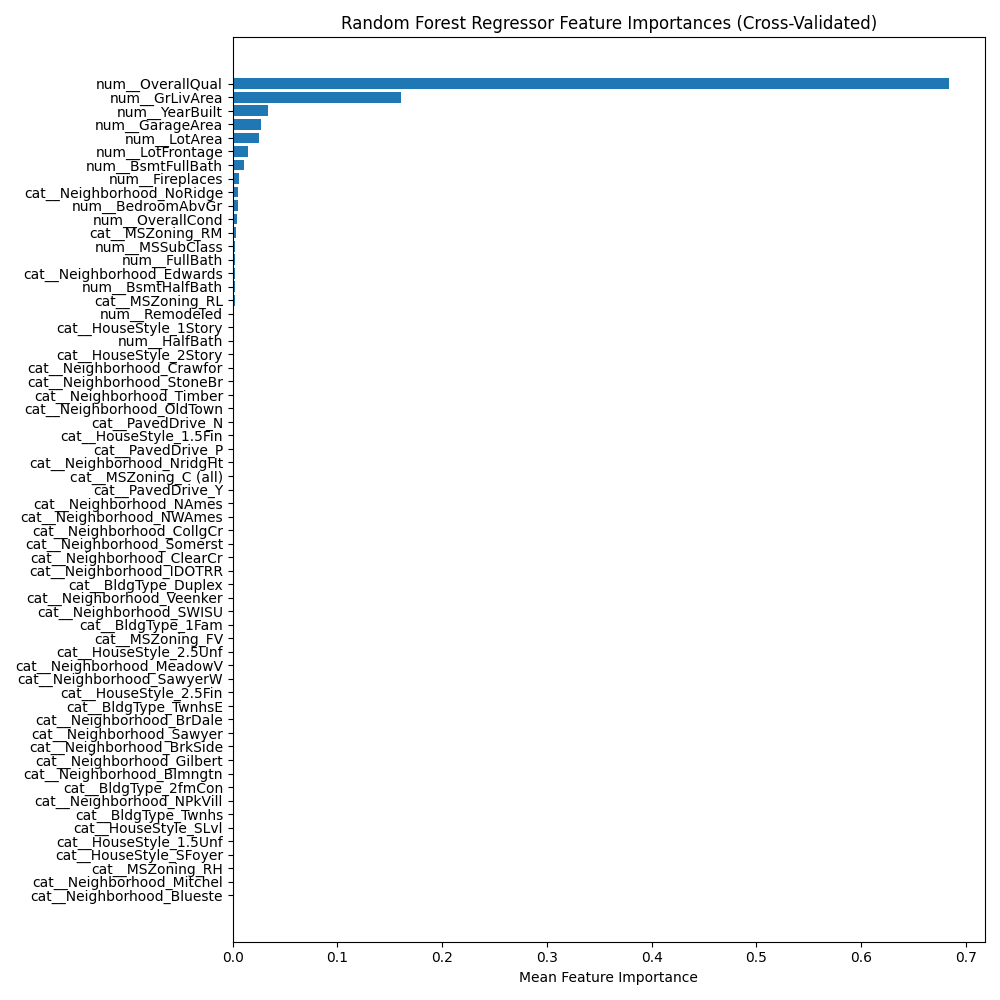 Random Forest Regressor Feature Importances (Cross-Validated)
num__OverallQual
num__GrLivArea
num__YearBuilt
num__GarageArea
num__LotArea
num__LotFrontage
num__BsmtFullBath
num__Fireplaces
cat__Neighborhood_NoRidge
num__BedroomAbvGr
num__OverallCond
cat__MSZoning_RM
num__MSSubClass
num__FullBath
cat__Neighborhood_Edwards
num__BsmtHalfBath
cat__MSZoning_RL
num__Remodeled
cat__HouseStyle_1Story
num__HalfBath
cat__HouseStyle_2Story
cat__Neighborhood_Crawfor
cat__Neighborhood_StoneBr
cat__Neighborhood_Timber
cat__Neighborhood_OldTown
cat__PavedDrive_N
cat__HouseStyle_1.5Fin
cat__PavedDrive_P
cat__Neighborhood_NridgHt
cat__MSZoning_C (all)
cat__PavedDrive_Y
cat__Neighborhood_NAmes
cat__Neighborhood_NWAmes
cat__Neighborhood_CollgCr
cat__Neighborhood_Somerst
cat__Neighborhood_ClearCr
cat__Neighborhood_IDOTRR
cat__BldgType_Duplex
cat__Neighborhood_Veenker
cat__Neighborhood_SWISU
cat__BldgType_1Fam
cat__MSZoning_FV
cat__HouseStyle_2.5Unf
cat__Neighborhood_MeadowV
cat__Neighborhood_SawyerW
cat__HouseStyle_2.5Fin
cat__BldgType_TwnhsE
cat__Neighborhood_BrDale
cat__Neighborhood_Sawyer
cat__Neighborhood_BrkSide
cat__Neighborhood_Gilbert
cat__Neighborhood_Blmngtn
cat__BldgType_2fmCon
cat__Neighborhood_NPkVill
cat__BldgType_Twnhs
cat__HouseStyle_SLvl
cat__HouseStyle_1.5Unf
cat__HouseStyle_SFoyer
cat__MSZoning_RH
cat__Neighborhood_Mitchel
cat__Neighborhood_Blueste
0.0 0.1 0.2 0.3 0.4 0.5 0.6 0.7
Mean Feature Importance